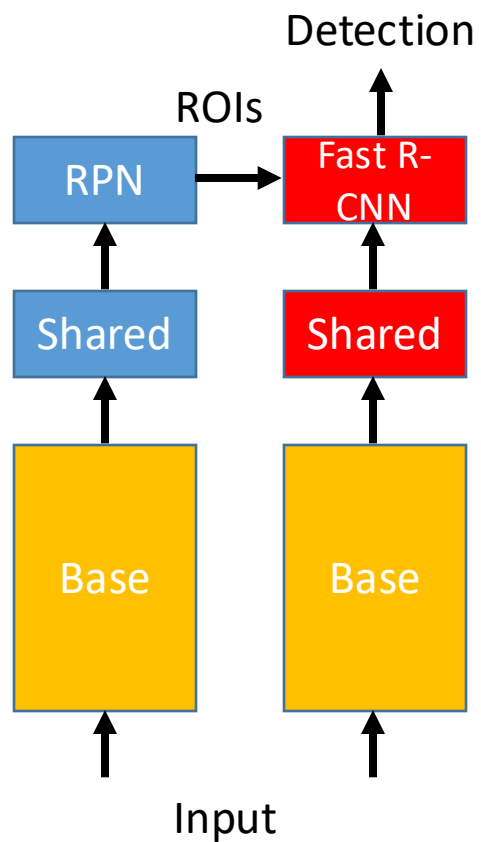 Detection
ROIs
RPN
Fast R-
CNN
Shared
Shared
Base
Base
Input